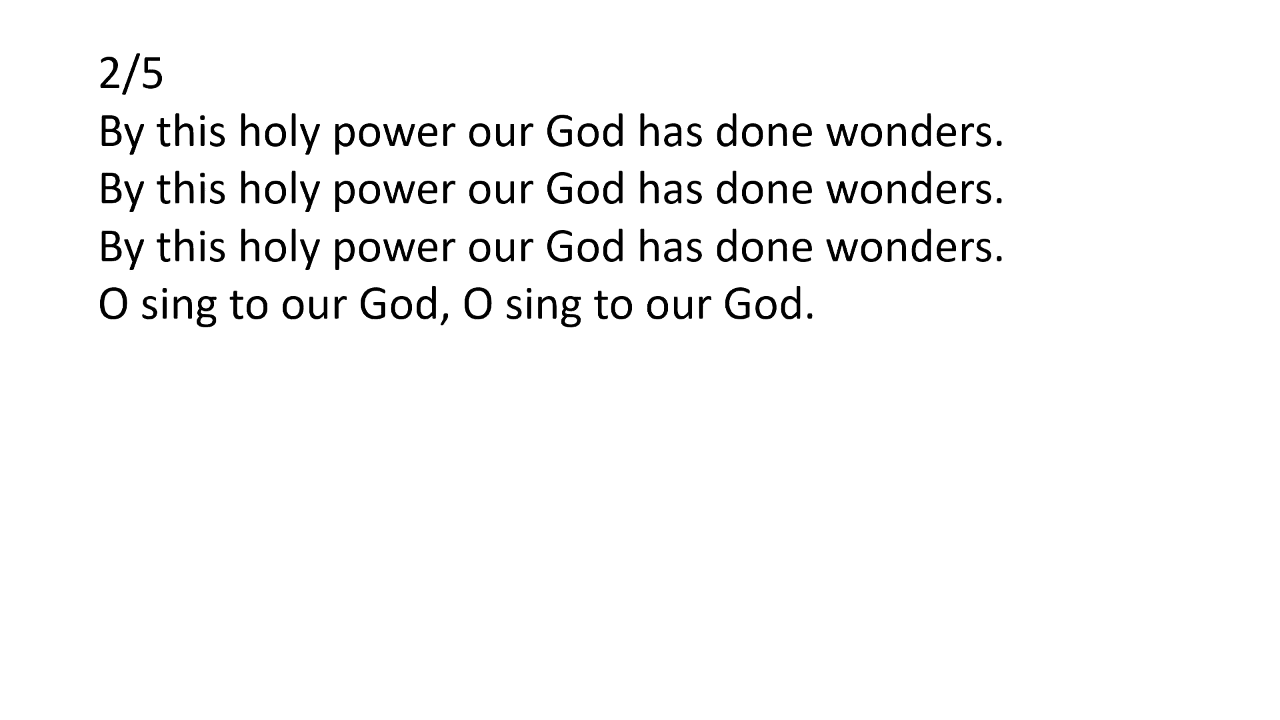 2/5
By this holy power our God has done wonders.
By this holy power our God has done wonders.
By this holy power our God has done wonders.
O sing to our God, O sing to our God.